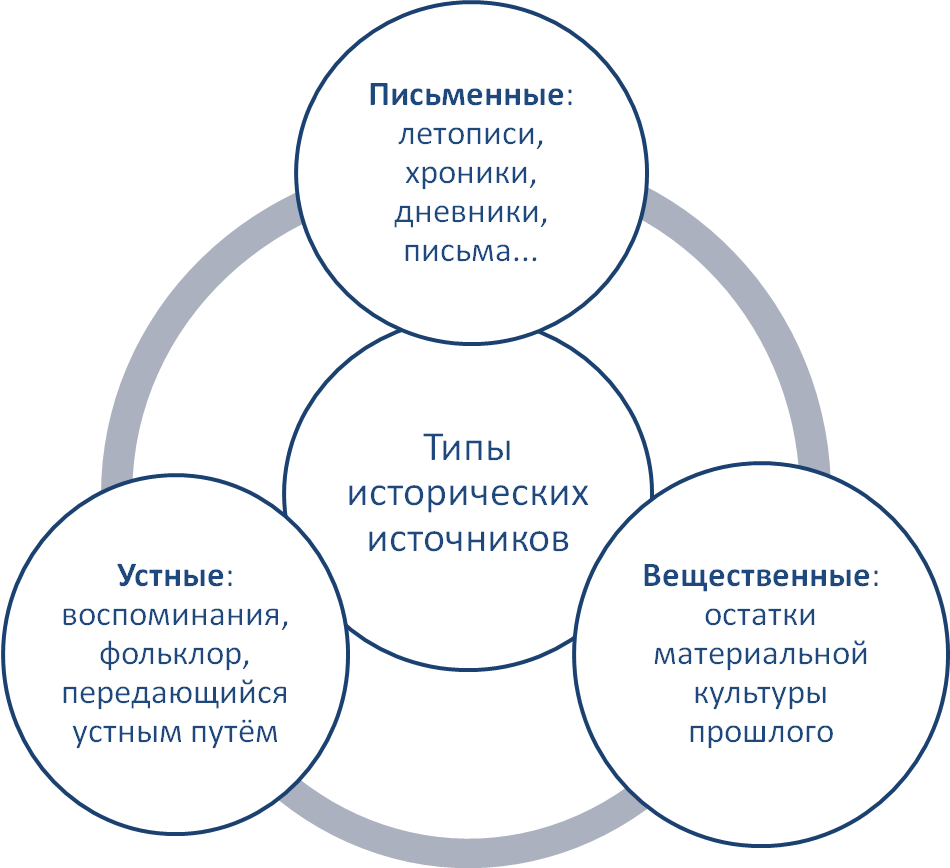 Письменные:
летописи,
хроники,
дневники,
письма...
Типы
исторических
источников
Устные:
воспоминания,
фольклор,
передающийся
устным путём
Вещественные:
остатки
материальной
культуры
прошлого